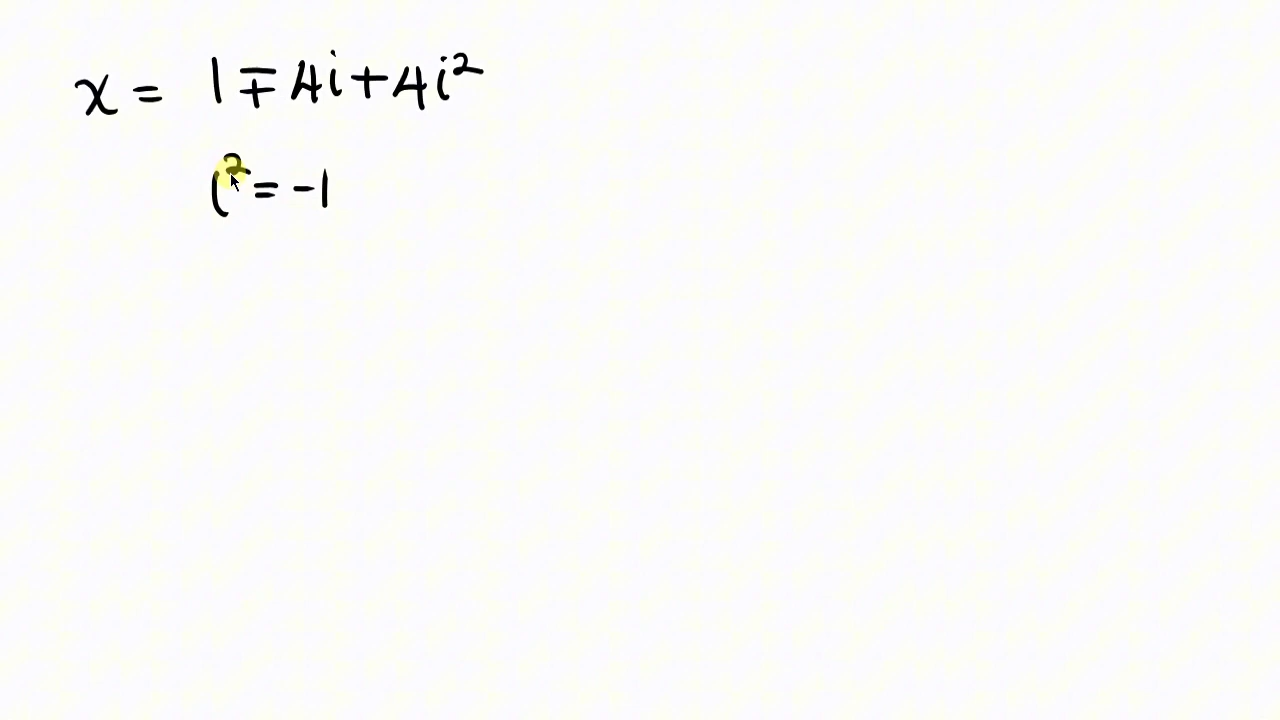 x = 1 ∓ 4i + 4i²
i² = -1